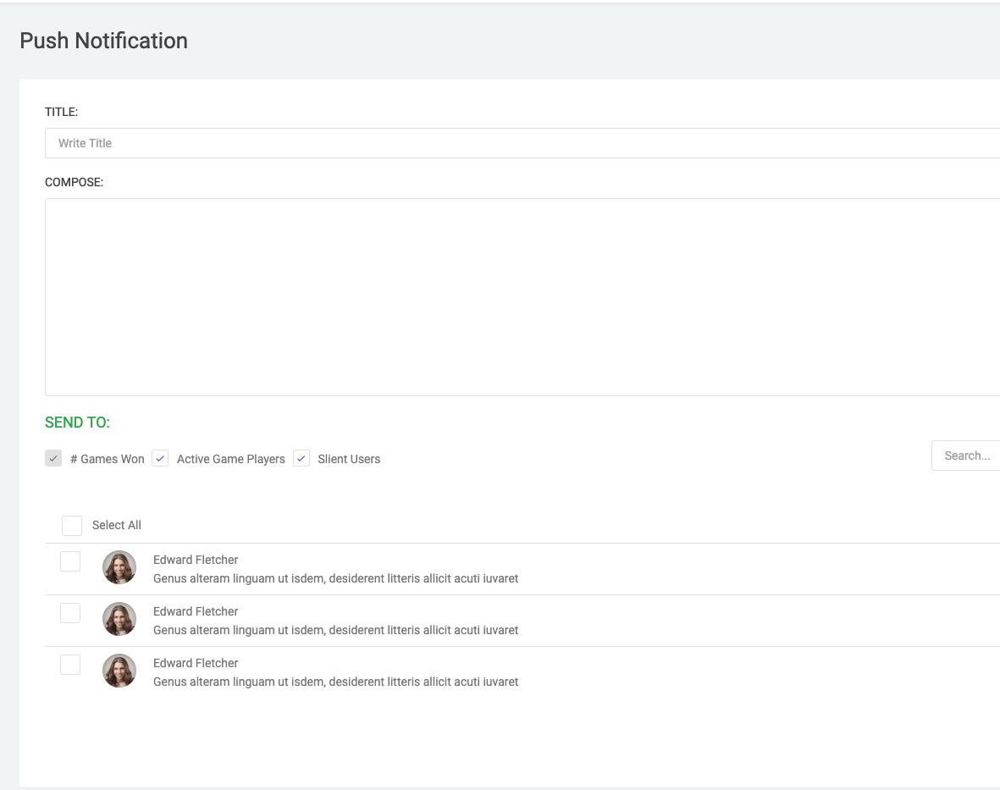 Push Notification
TITLE:
Write Title
COMPOSE:
SEND TO:
# Games Won Active Game Players Slient Users
Search...
Select All
Edward Fletcher
Genus alteram linguam ut isdem, desiderent litteris allicit acuti iuvaret
Edward Fletcher
Genus alteram linguam ut isdem, desiderent litteris allicit acuti iuvaret
Edward Fletcher
Genus alteram linguam ut isdem, desiderent litteris allicit acuti iuvaret